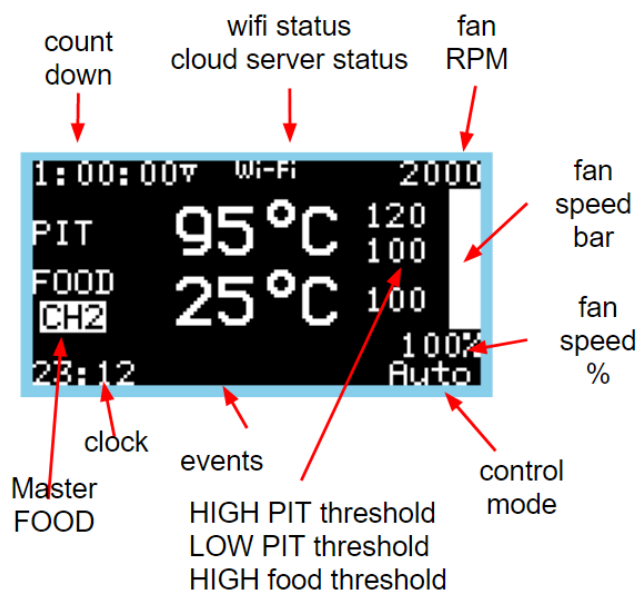 count
down
wifi status
cloud server status
fan
RPM
1:00:00▿ Wi-Fi 2000
PIT 95°C 120
100
FOOD 25°C 100
CH2
100%
23:12 Auto
fan
speed
bar
fan
speed
%
clock
events
Master
FOOD
HIGH PIT threshold
LOW PIT threshold
HIGH food threshold
control
mode